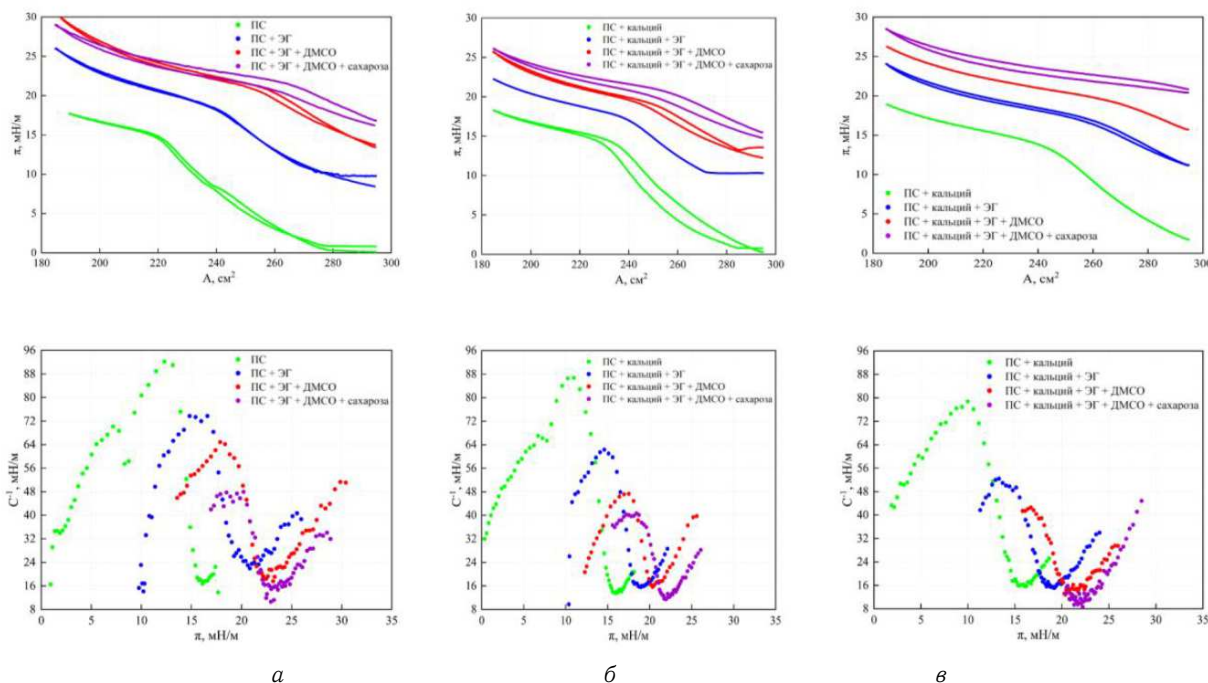 30
25
20
15
10
5
0
π, мН/м
180 200 220 240 260 280 300
A, см²
ПС
ПС + ЭГ
ПС + ЭГ + ДМСО
ПС + ЭГ + ДМСО + сахароза
30
25
20
15
10
5
0
π, мН/м
180 200 220 240 260 280 300
A, см²
ПС + кальций
ПС + кальций + ЭГ
ПС + кальций + ЭГ + ДМСО
ПС + кальций + ЭГ + ДМСО + сахароза
30
25
20
15
10
5
0
π, мН/м
180 200 220 240 260 280 300
A, см²
ПС + кальций
ПС + кальций + ЭГ
ПС + кальций + ЭГ + ДМСО
ПС + кальций + ЭГ + ДМСО + сахароза
96
88
80
72
64
56
48
40
32
24
16
8
C⁻¹, мН/м
0 5 10 15 20 25 30 35
π, мН/м
ПС
ПС + ЭГ
ПС + ЭГ + ДМСО
ПС + ЭГ + ДМСО + сахароза
96
88
80
72
64
56
48
40
32
24
16
8
C⁻¹, мН/м
0 5 10 15 20 25 30 35
π, мН/м
ПС + кальций
ПС + кальций + ЭГ
ПС + кальций + ЭГ + ДМСО
ПС + кальций + ЭГ + ДМСО + сахароза
96
88
80
72
64
56
48
40
32
24
16
8
C⁻¹, мН/м
0 5 10 15 20 25 30 35
π, мН/м
ПС + кальций
ПС + кальций + ЭГ
ПС + кальций + ЭГ + ДМСО
ПС + кальций + ЭГ + ДМСО + сахароза
а б в